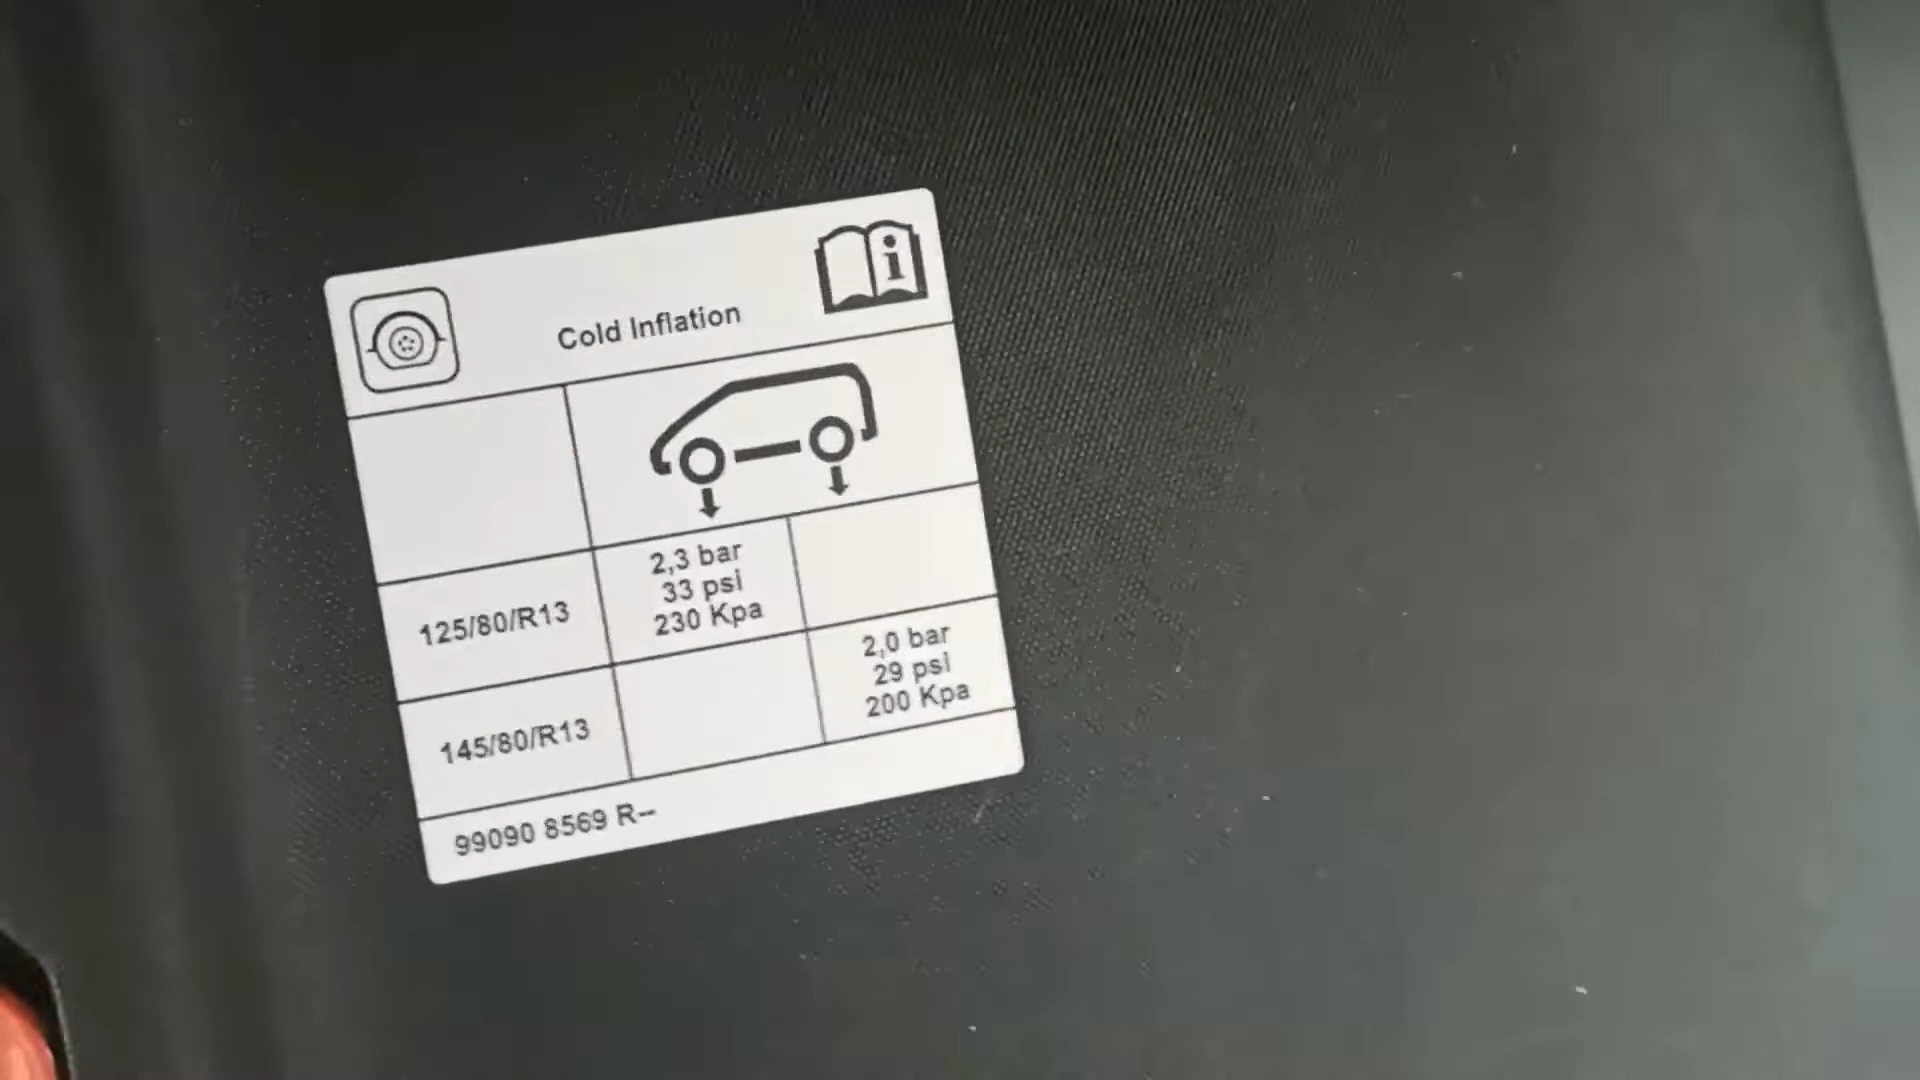 Cold Inflation
125/80/R13
2,3 bar
33 psi
230 Kpa
145/80/R13
2,0 bar
29 psi
200 Kpa
99090 8569 R--